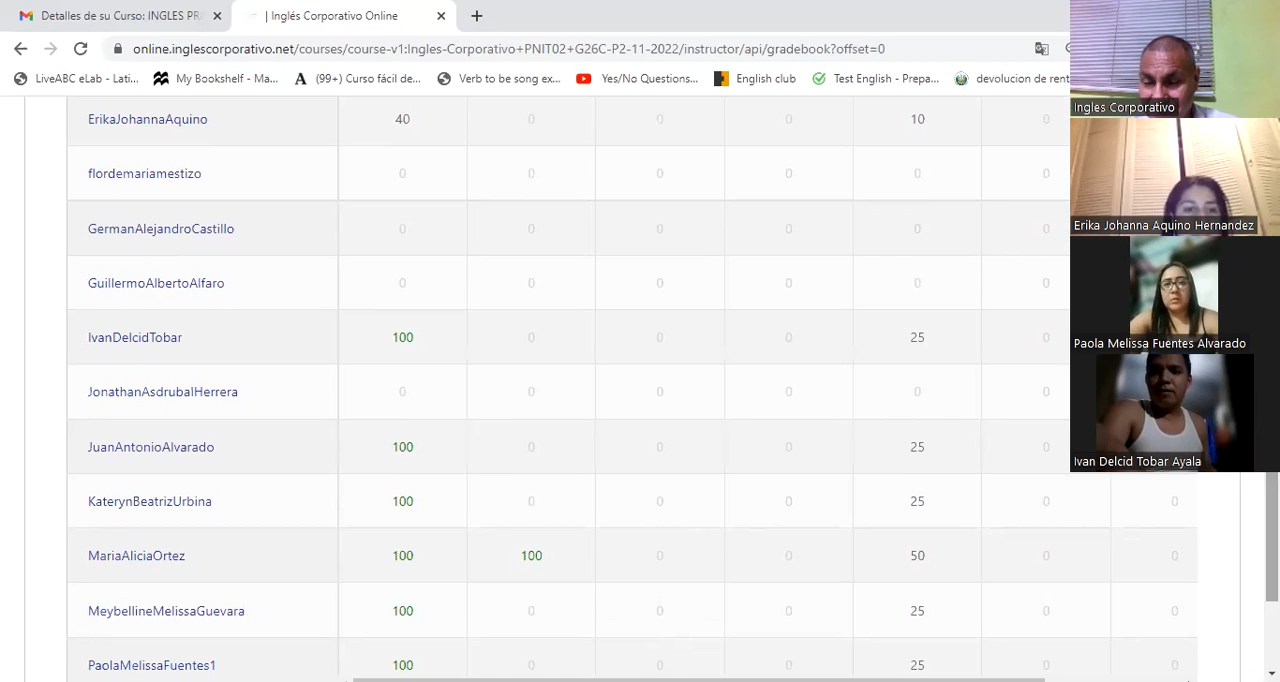 Detalles de su Curso: INGLES PRI
| Inglés Corporativo Online
online.inglescorporativo.net/courses/course-v1:Ingles-Corporativo+PNIT02+G26C-P2-11-2022/instructor/api/gradebook?offset=0
LiveABC eLab - Lati... My Bookshelf - Ma... (99+) Curso fácil de... Verb to be song ex... Yes/No Questions... English club Test English - Prepa... devolucion de rent
ErikaJohannaAquino 40 0 0 0 10 0
flordemariamestizo 0 0 0 0 0 0
GermanAlejandroCastillo 0 0 0 0 0 0
GuillermoAlbertoAlfaro 0 0 0 0 0 0
IvanDelcidTobar 100 0 0 0 25 0
JonathanAsdrubalHerrera 0 0 0 0 0 0
JuanAntonioAlvarado 100 0 0 0 25 0
KaterynBeatrizUrbina 100 0 0 0 25 0 0
MariaAliciaOrtez 100 100 0 0 50 0 0
MeybellineMelissaGuevara 100 0 0 0 25 0 0
PaolaMelissaFuentes1 100 0 0 0 25 0 0
Ingles Corporativo
Erika Johanna Aquino Hernandez
Paola Melissa Fuentes Alvarado
Ivan Delcid Tobar Ayala